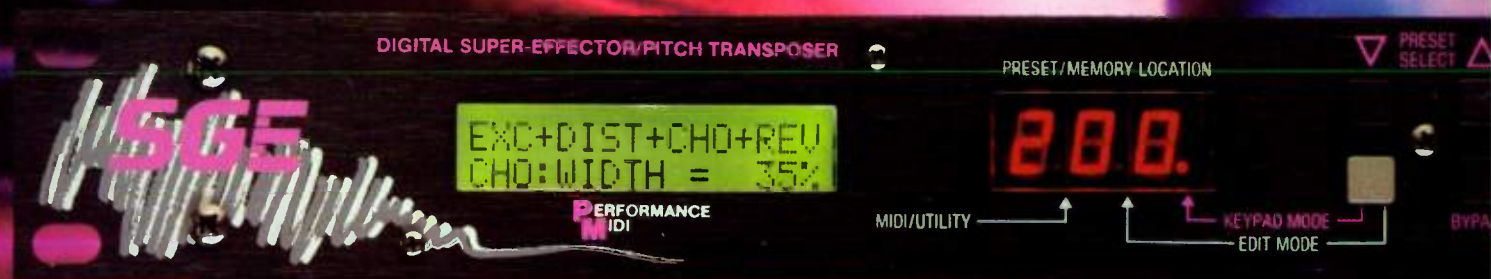 DIGITAL SUPER-EFFECTOR/PITCH TRANSPOSER
SGE
EXC+DIST+CHO+REV
CHO:WIDTH = 35%
PERFORMANCE
MIDI
PRESET/MEMORY LOCATION
200.
PRESET
SELECT
MIDI/UTILITY
KEYPAD MODE
EDIT MODE